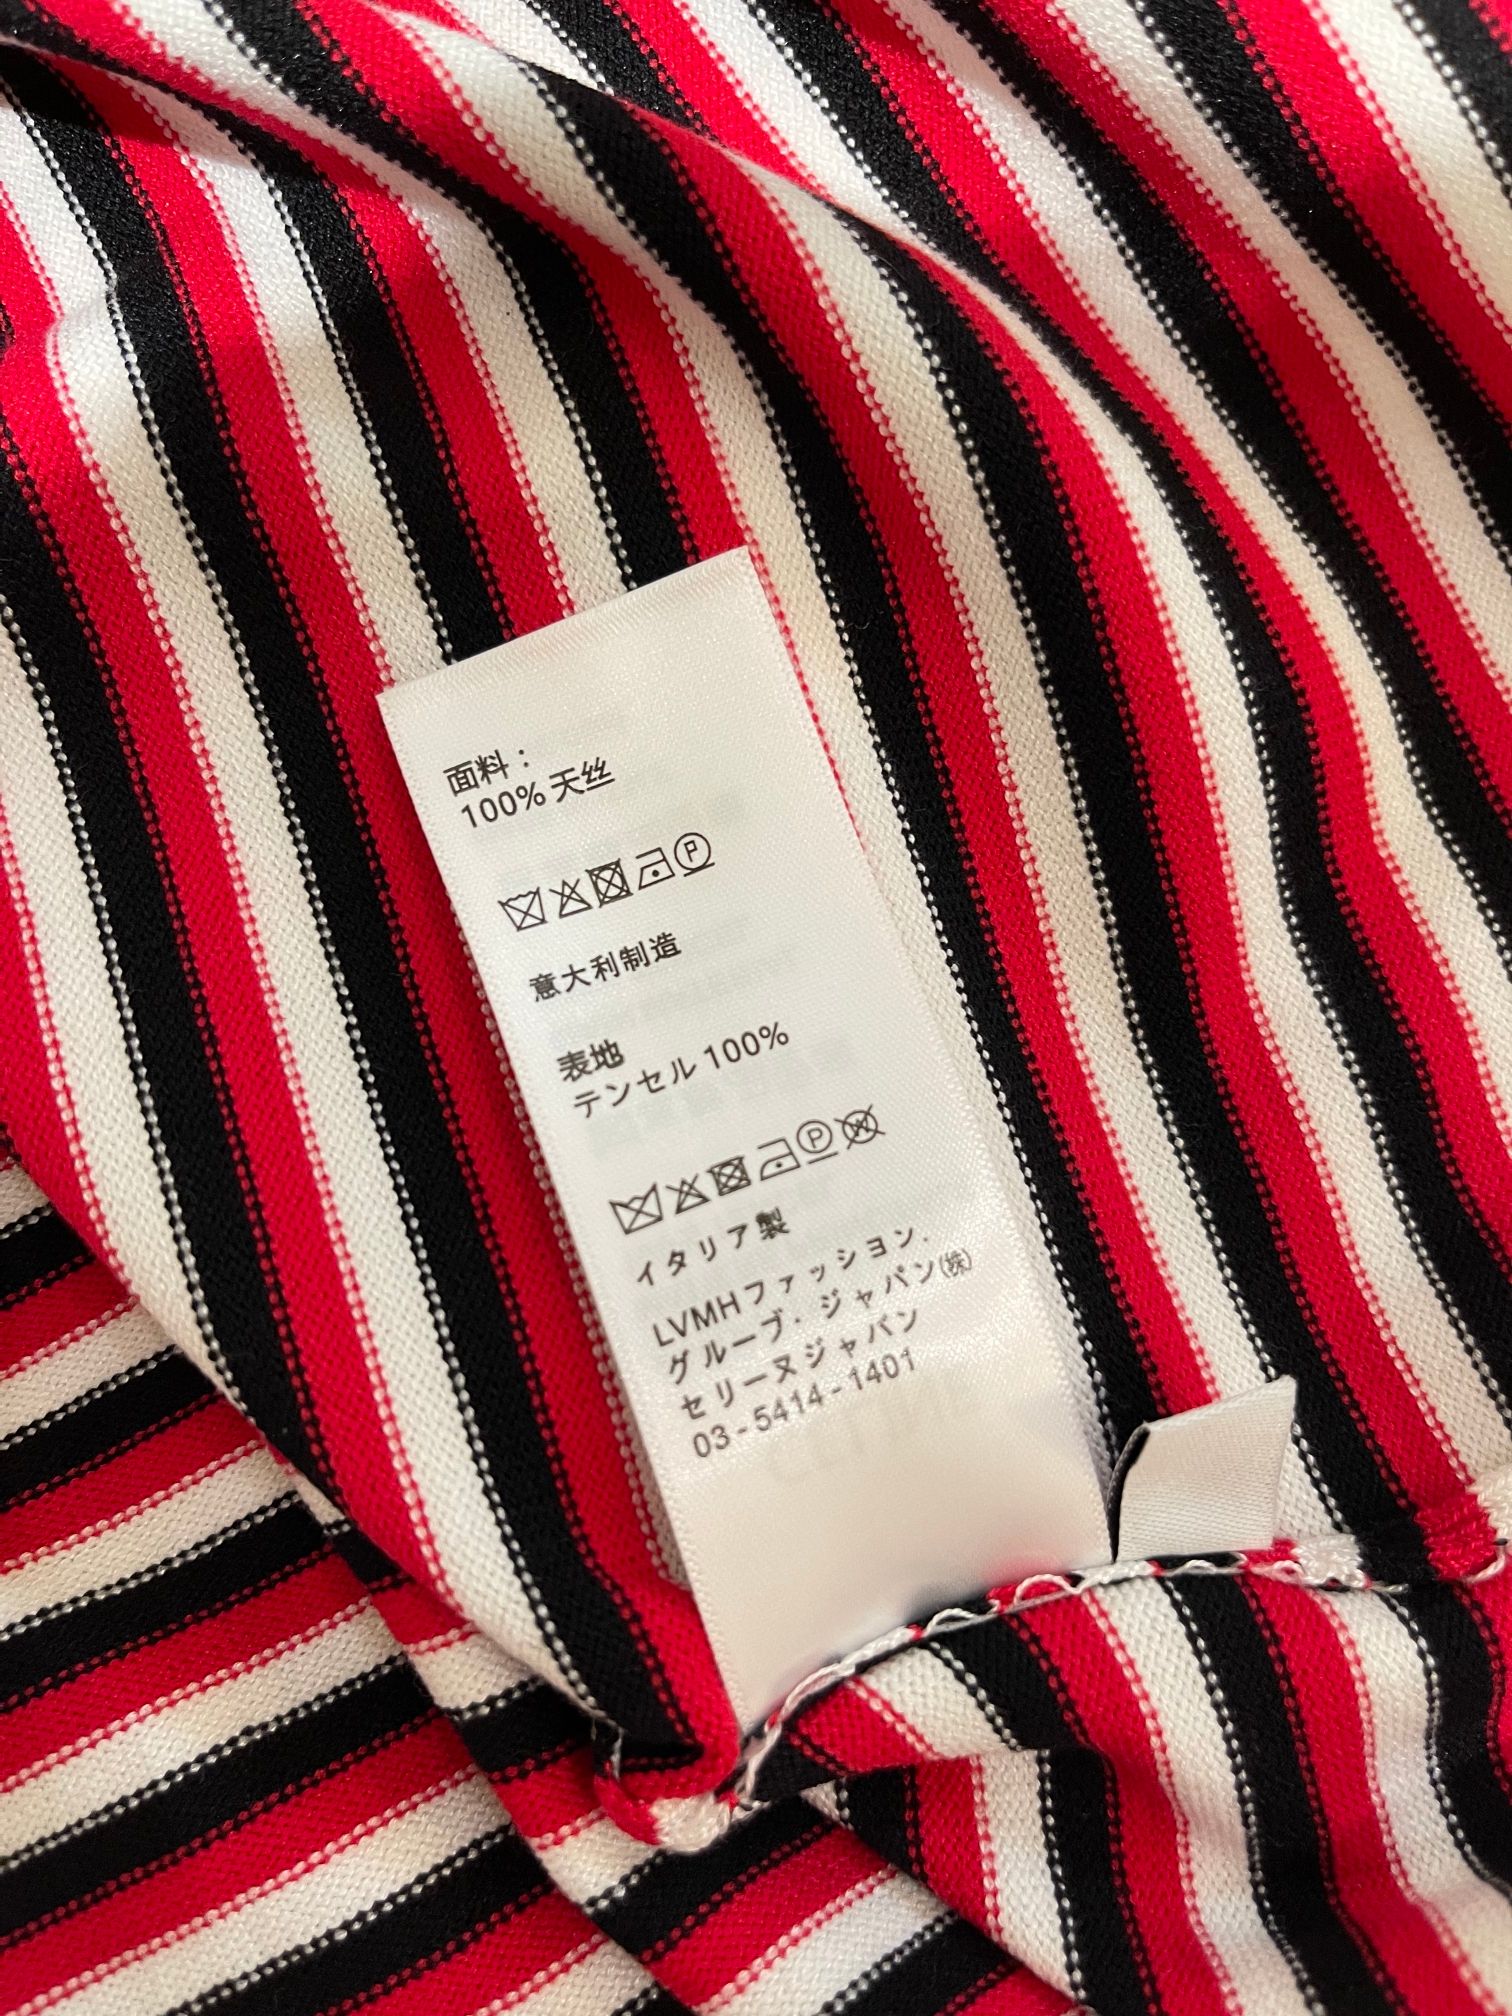 面料：
100% 天丝
P
意大利制造
表地
テンセル 100%
P W
イタリア製
LVMHファッション.
グループ. ジャパン(株)
セリーヌジャパン
03-5414-1401